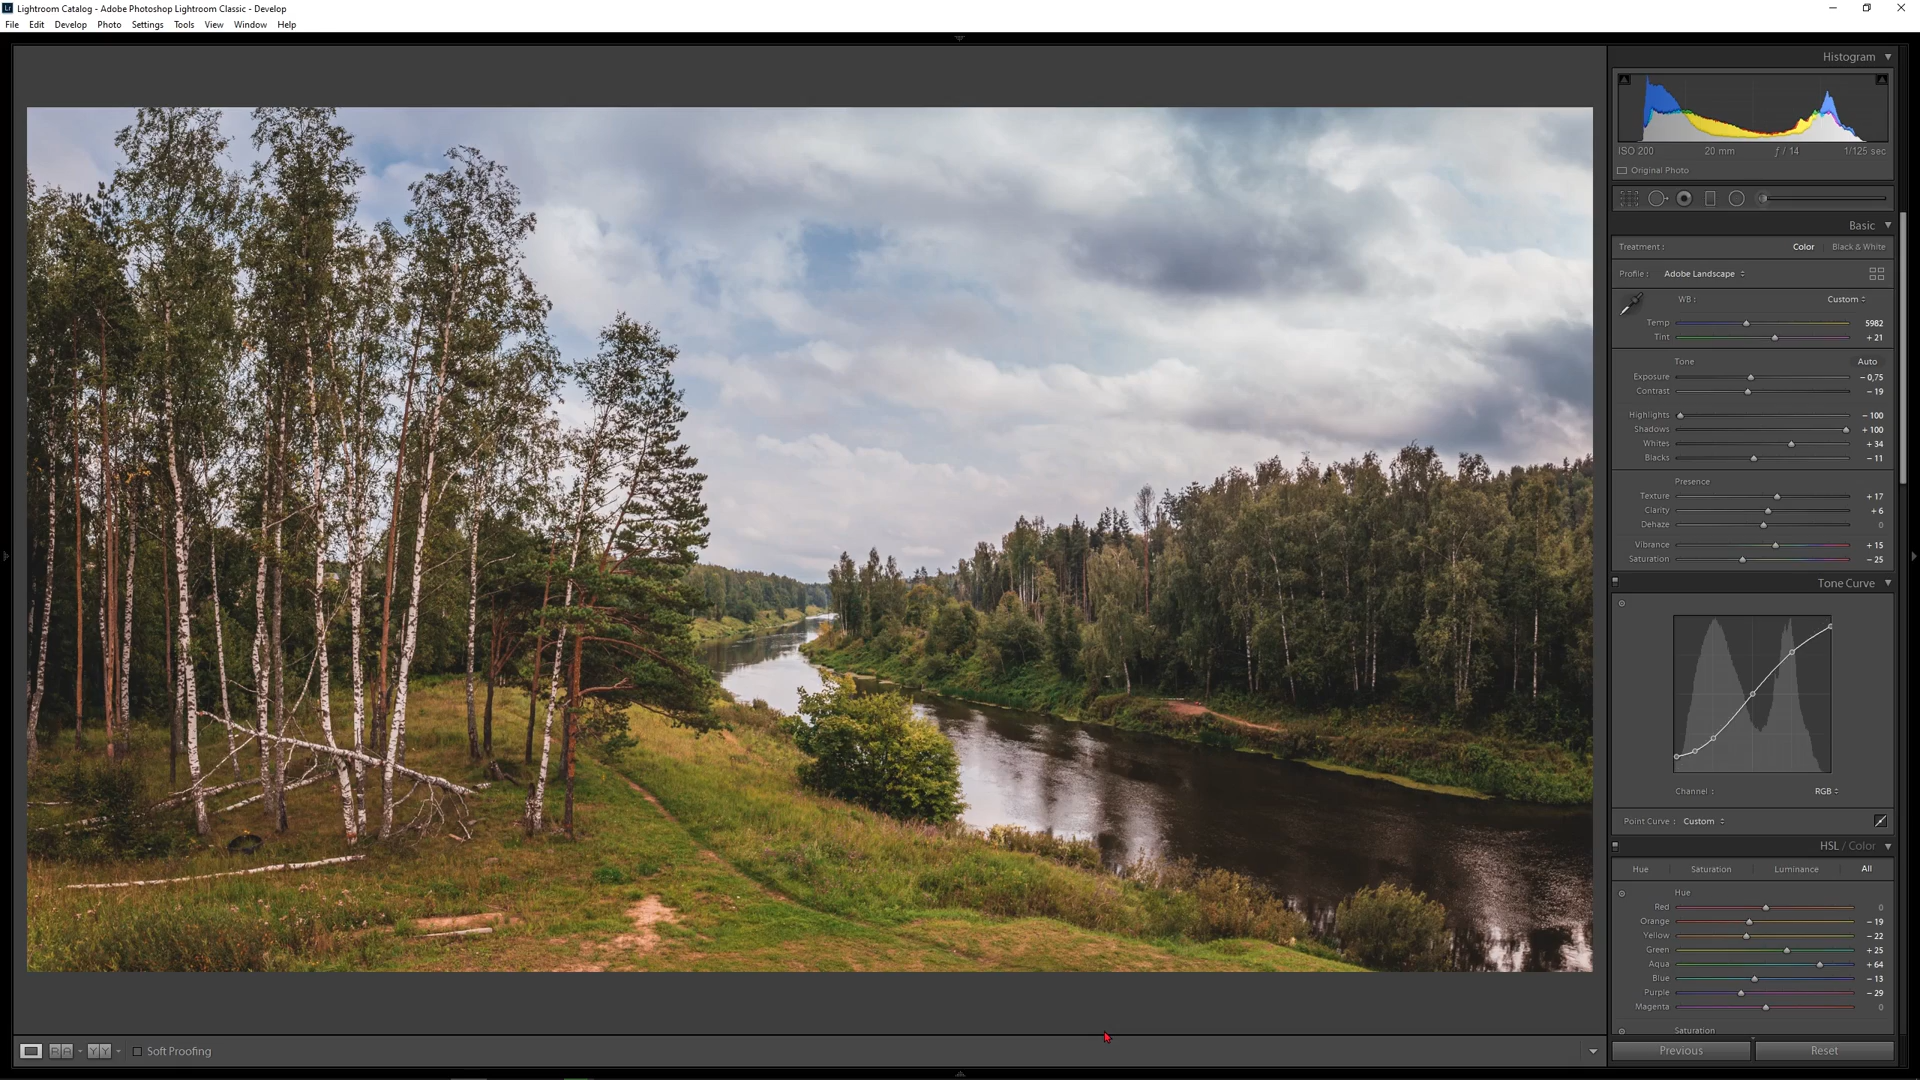 Lightroom Catalog - Adobe Photoshop Lightroom Classic - Develop
File Edit Develop Photo Settings Tools View Window Help
Histogram
ISO 200 20 mm ƒ / 14 1/125 sec
Original Photo
Basic
Treatment : Color Black & White
Profile : Adobe Landscape
WB : Custom
Temp 5982
Tint + 21
Tone Auto
Exposure − 0,75
Contrast − 19
Highlights − 100
Shadows + 100
Whites + 34
Blacks − 11
Presence
Texture + 17
Clarity + 6
Dehaze 0
Vibrance + 15
Saturation − 25
Tone Curve
Channel : RGB
Point Curve : Custom
HSL / Color
Hue Saturation Luminance All
Hue
Red 0
Orange − 19
Yellow − 22
Green + 25
Aqua + 64
Blue − 13
Purple − 29
Magenta 0
Saturation
Previous Reset
RR YY Soft Proofing